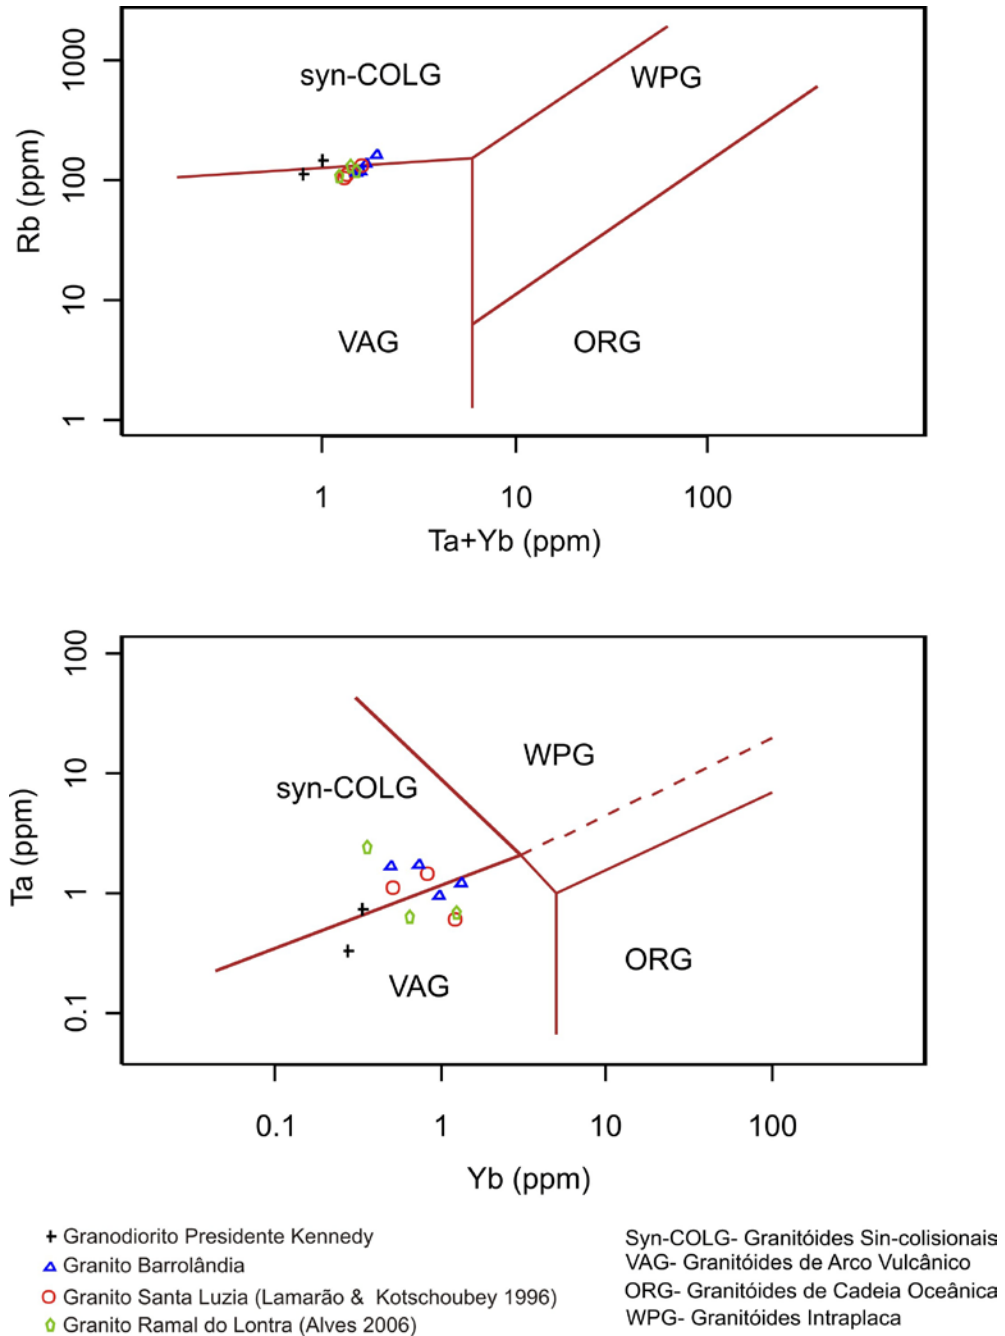 1000
100
10
1
Rb (ppm)
syn-COLG
WPG
VAG
ORG
1
10
100
Ta+Yb (ppm)
100
10
1
0.1
Ta (ppm)
WPG
syn-COLG
ORG
VAG
0.1
1
10
100
Yb (ppm)
Granodiorito Presidente Kennedy
Granito Barrolândia
Granito Santa Luzia (Lamarão & Kotschoubey 1996)
Granito Ramal do Lontra (Alves 2006)
Syn-COLG- Granitóides Sin-colisionais
VAG- Granitóides de Arco Vulcânico
ORG- Granitóides de Cadeia Oceânica
WPG- Granitóides Intraplaca